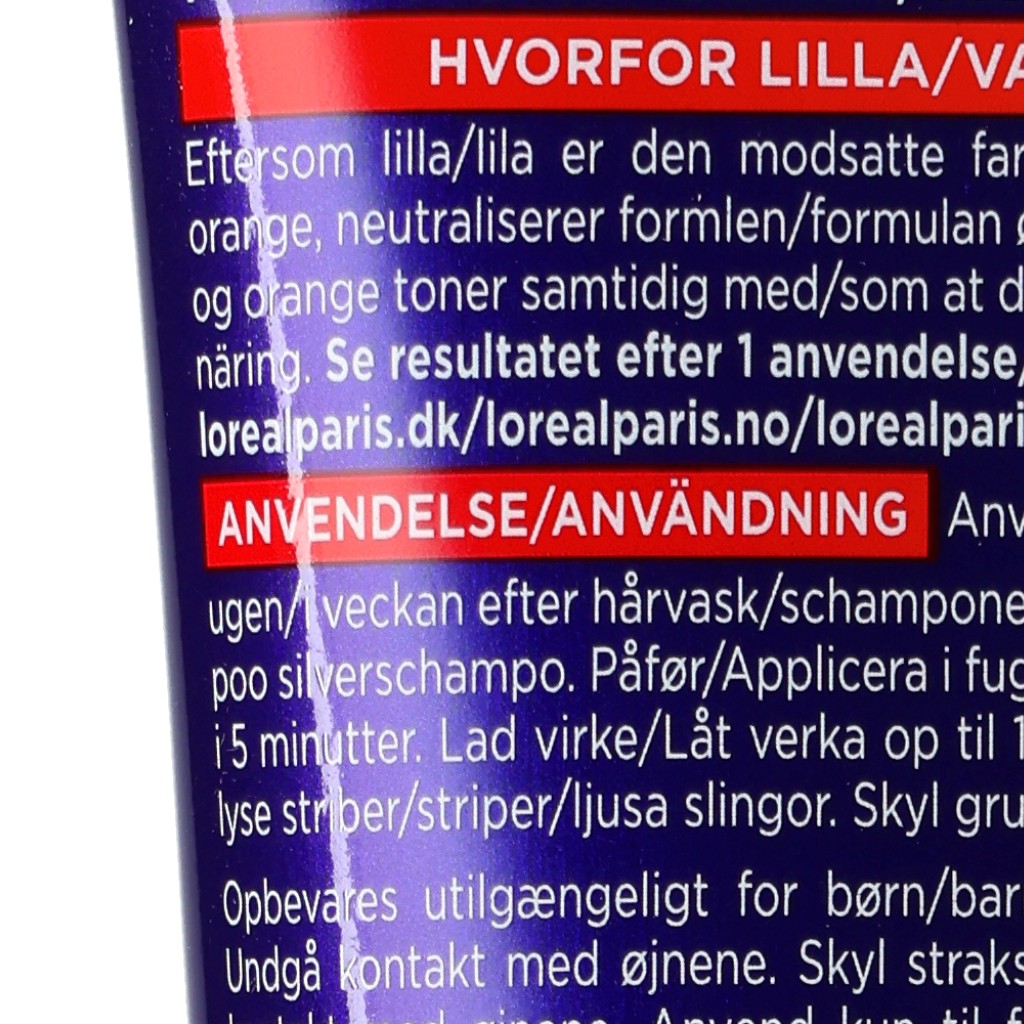 HVORFOR LILLA/VA
Eftersom lilla/lila er den modsatte far
orange, neutraliserer formlen/formulan
og orange toner samtidig med/som at d
näring. Se resultatet efter 1 anvendelse/
lorealparis.dk/lorealparis.no/lorealpari
ANVENDELSE/ANVÄNDNING Anv
ugen/i veckan efter hårvask/schampone
poo silverschampo. Påfør/Applicera i fug
i 5 minutter. Lad virke/Låt verka op til 1
lyse striber/striper/ljusa slingor. Skyl gru
Opbevares utilgængeligt for børn/bar
Undgå kontakt med øjnene. Skyl straks